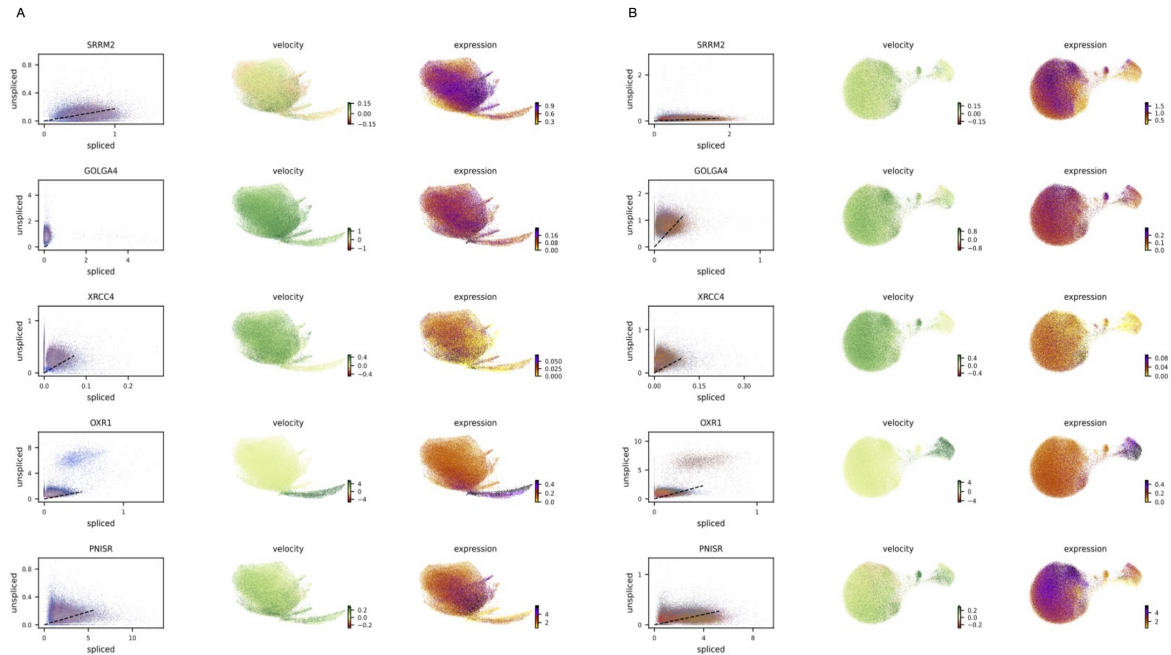 A
B
SRRM2
velocity
expression
unspliced
0.8
0.4
0.0
0
1
spliced
0.15
0.00
−0.15
0.9
0.6
0.3
SRRM2
velocity
expression
unspliced
2
1
0
0
2
spliced
0.15
0.00
−0.15
1.5
1.0
0.5
GOLGA4
velocity
expression
unspliced
4
2
0
0
2
4
spliced
1
0
−1
0.16
0.08
0.00
GOLGA4
velocity
expression
unspliced
2
1
0
0
1
spliced
0.8
0.0
−0.8
0.2
0.1
0.0
XRCC4
velocity
expression
unspliced
1
0
0.0
0.1
0.2
spliced
0.4
0.0
−0.4
0.050
0.025
0.000
XRCC4
velocity
expression
unspliced
1
0
0.00
0.15
0.30
spliced
0.4
0.0
−0.4
0.08
0.04
0.00
OXR1
velocity
expression
unspliced
8
4
0
0
1
spliced
4
0
−4
0.4
0.2
0.0
OXR1
velocity
expression
unspliced
10
5
0
0
1
spliced
4
0
−4
0.4
0.2
0.0
PNISR
velocity
expression
unspliced
0.8
0.4
0.0
0
5
10
spliced
0.2
0.0
−0.2
4
2
PNISR
velocity
expression
unspliced
1
0
0
4
8
spliced
0.2
0.0
−0.2
4
2